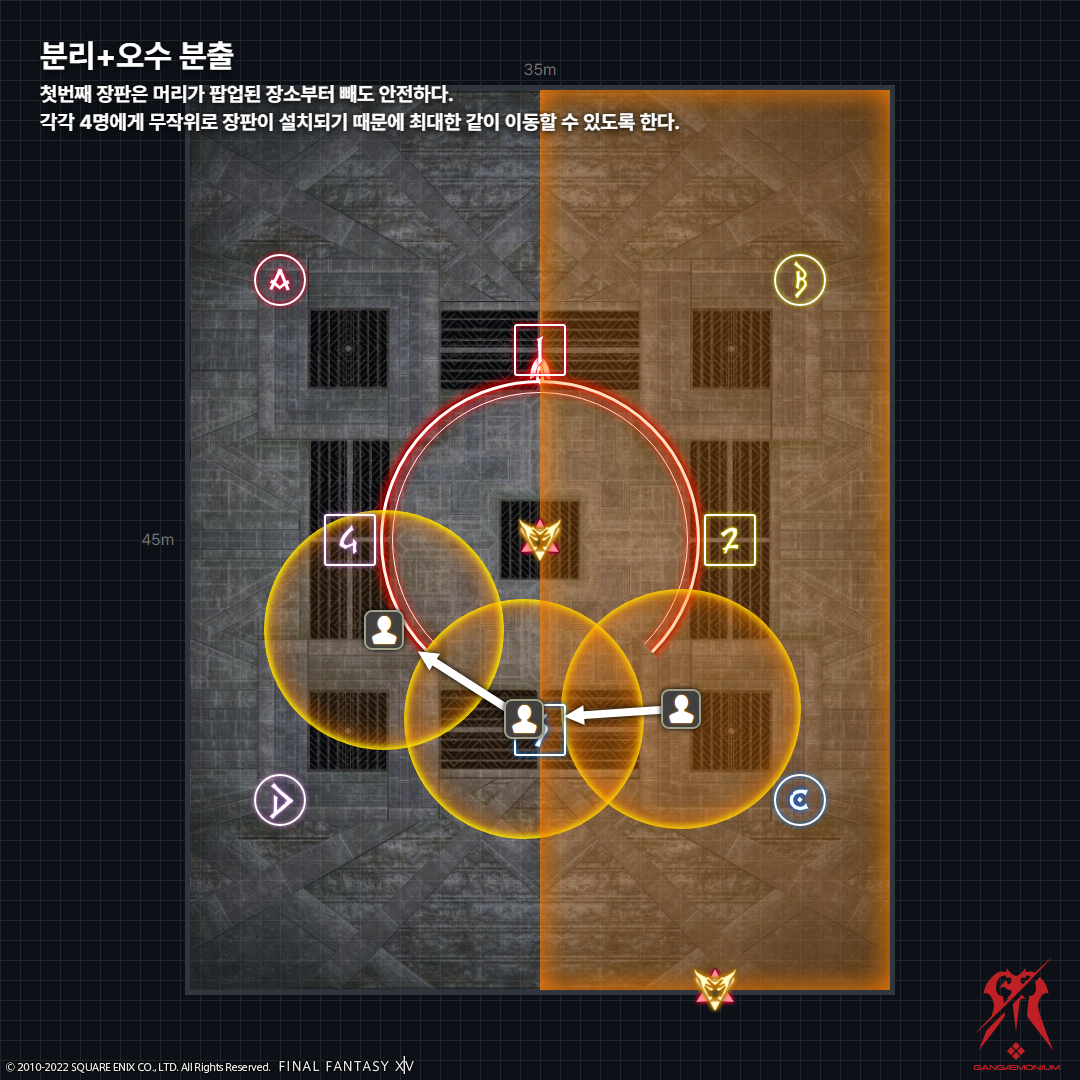 분리+오수 분출
35m
첫번째 장판은 머리가 팝업된 장소부터 빼도 안전하다.
각각 4명에게 무작위로 장판이 설치되기 때문에 최대한 같이 이동할 수 있도록 한다.
A
B
1
45m
4
2
3
D
C
© 2010-2022 SQUARE ENIX CO., LTD. All Rights Reserved. FINAL FANTASY XIV
GANGÆMONIUM